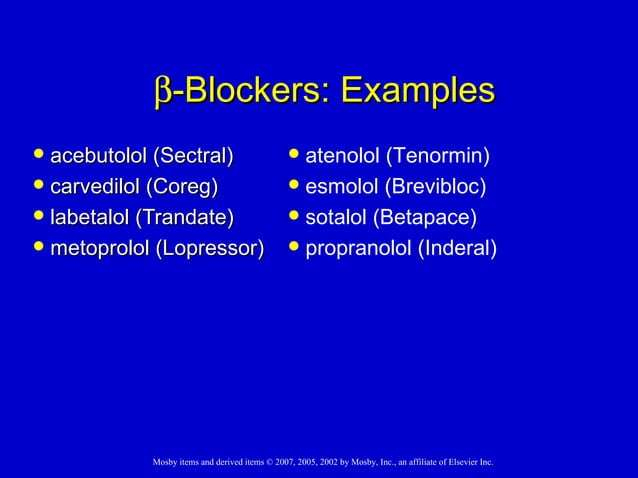 β-Blockers: Examples
acebutolol (Sectral)
carvedilol (Coreg)
labetalol (Trandate)
metoprolol (Lopressor)
atenolol (Tenormin)
esmolol (Brevibloc)
sotalol (Betapace)
propranolol (Inderal)
Mosby items and derived items © 2007, 2005, 2002 by Mosby, Inc., an affiliate of Elsevier Inc.